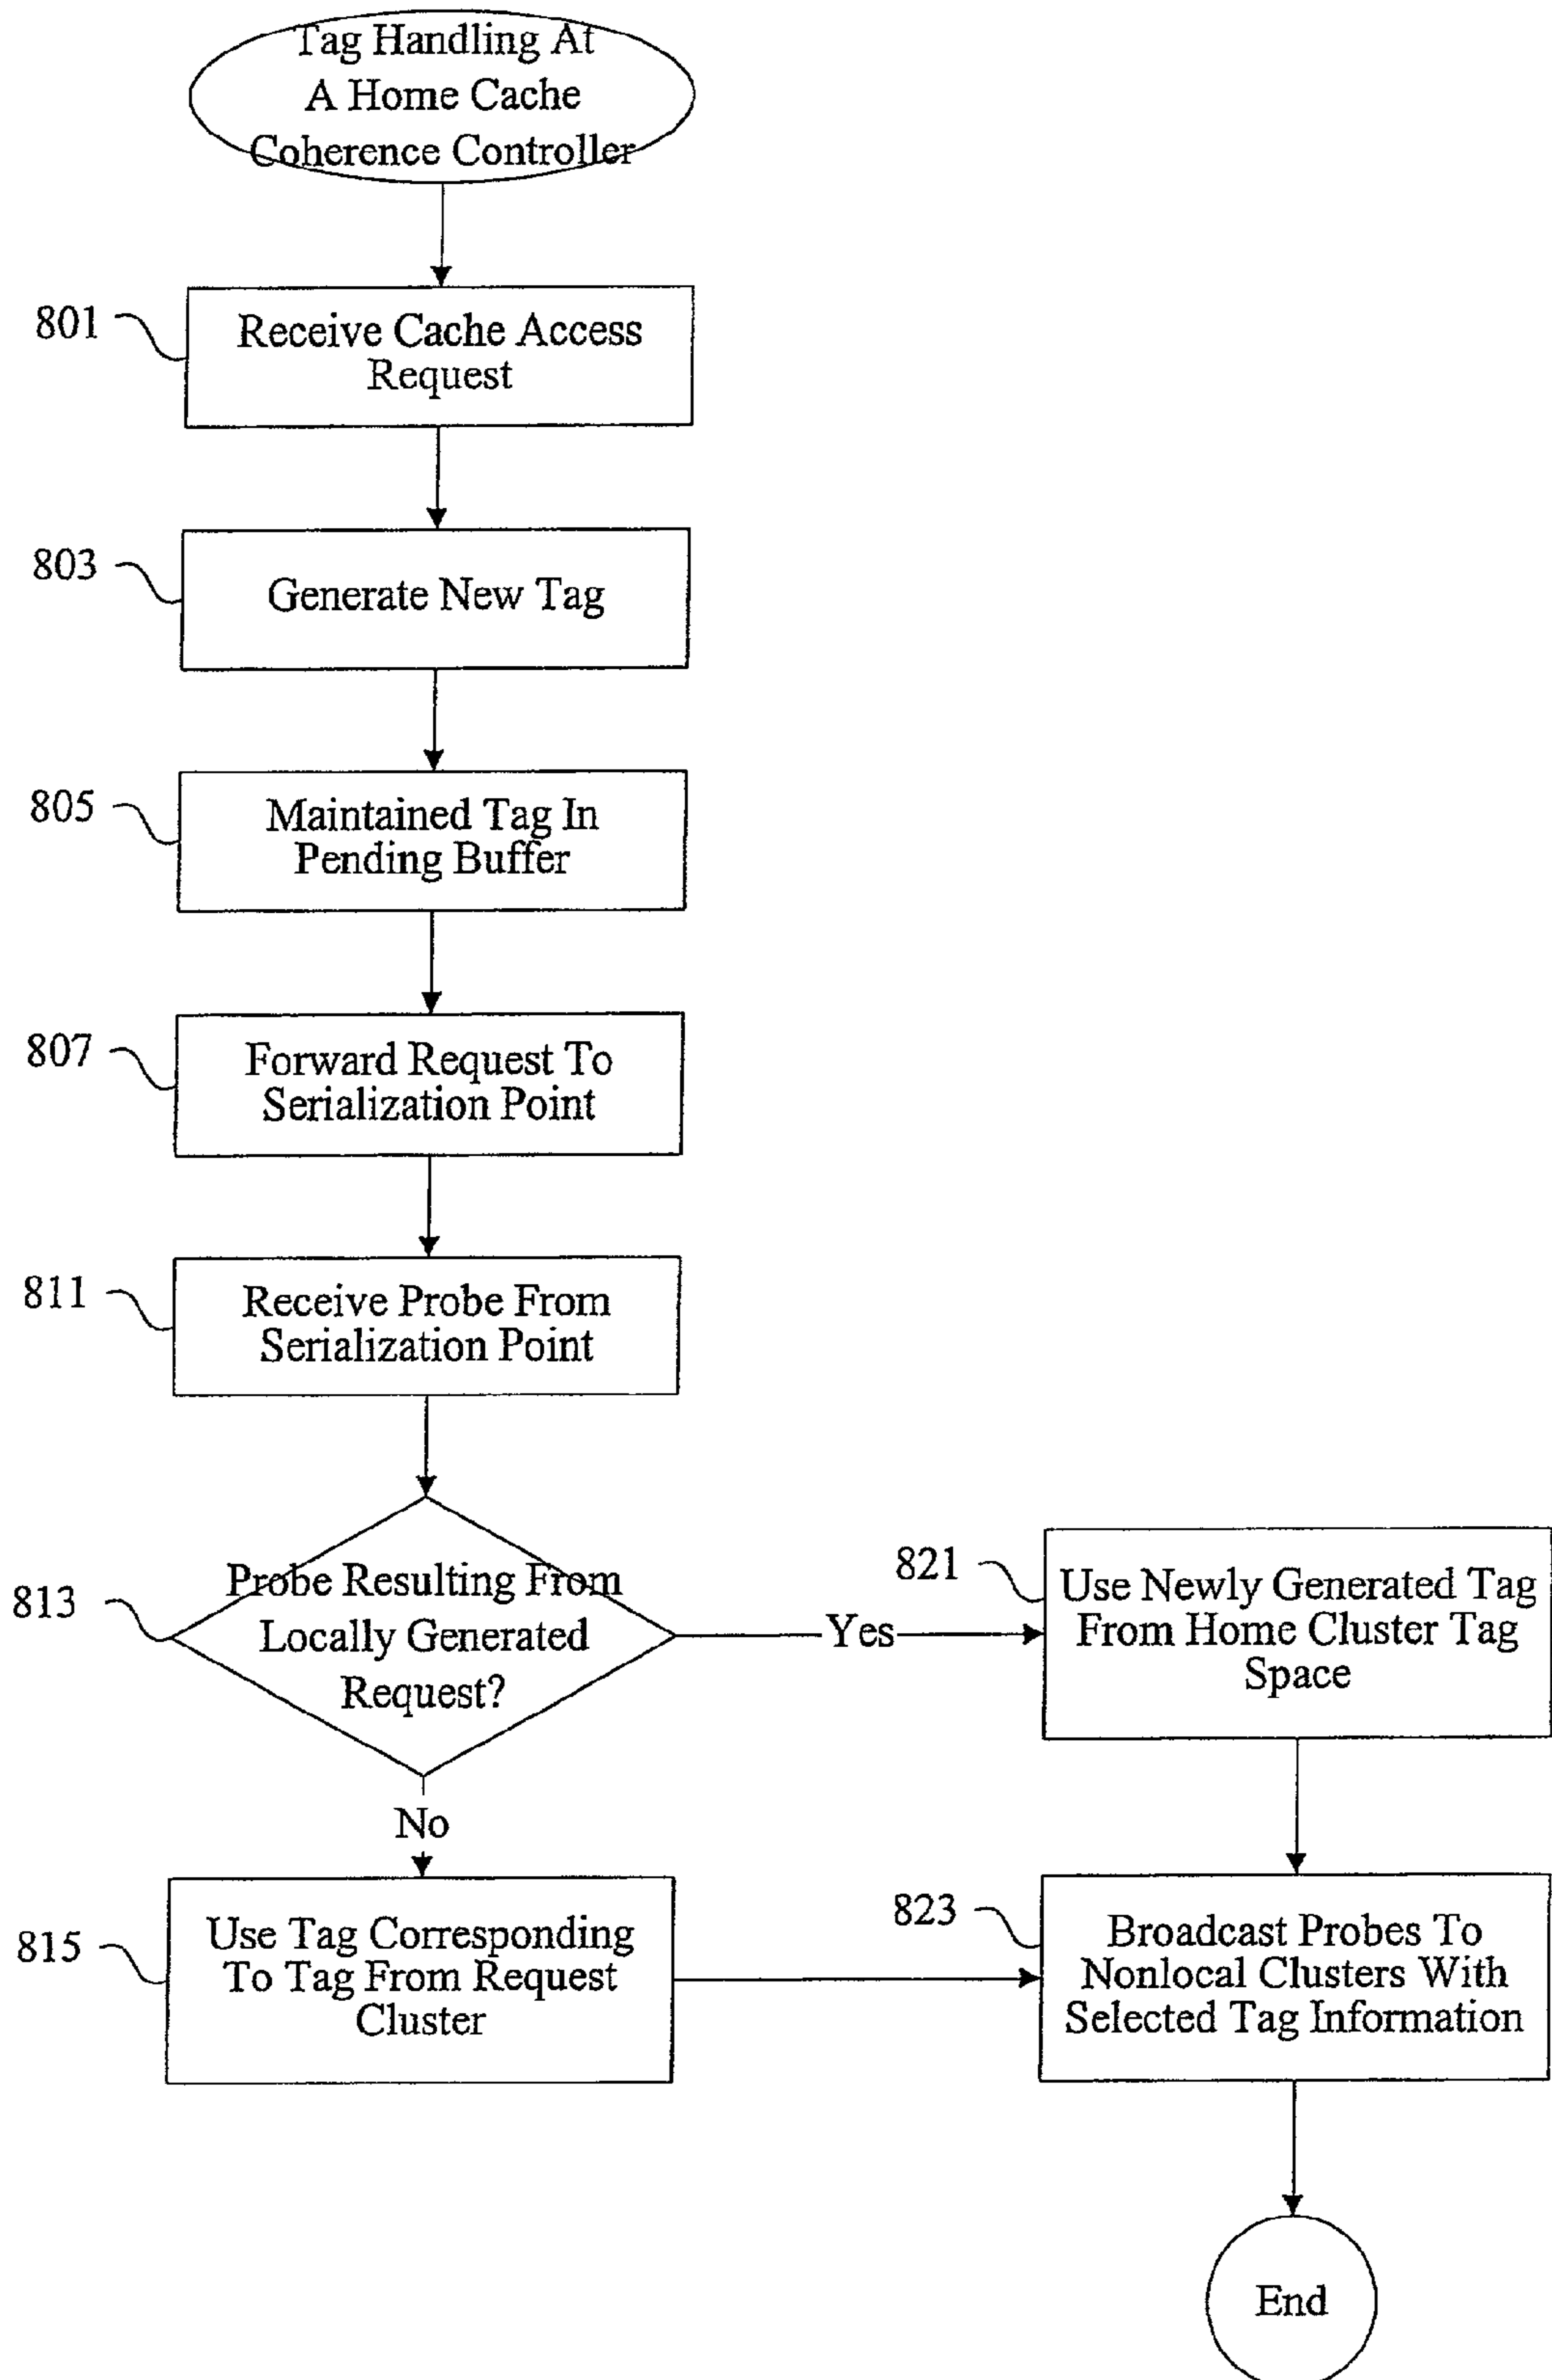 Tag Handling At
A Home Cache
Coherence Controller
801
Receive Cache Access
Request
803
Generate New Tag
805
Maintained Tag In
Pending Buffer
807
Forward Request To
Serialization Point
811
Receive Probe From
Serialization Point
813
Probe Resulting From
Locally Generated
Request?
Yes
821
Use Newly Generated Tag
From Home Cluster Tag
Space
No
815
Use Tag Corresponding
To Tag From Request
Cluster
823
Broadcast Probes To
Nonlocal Clusters With
Selected Tag Information
End